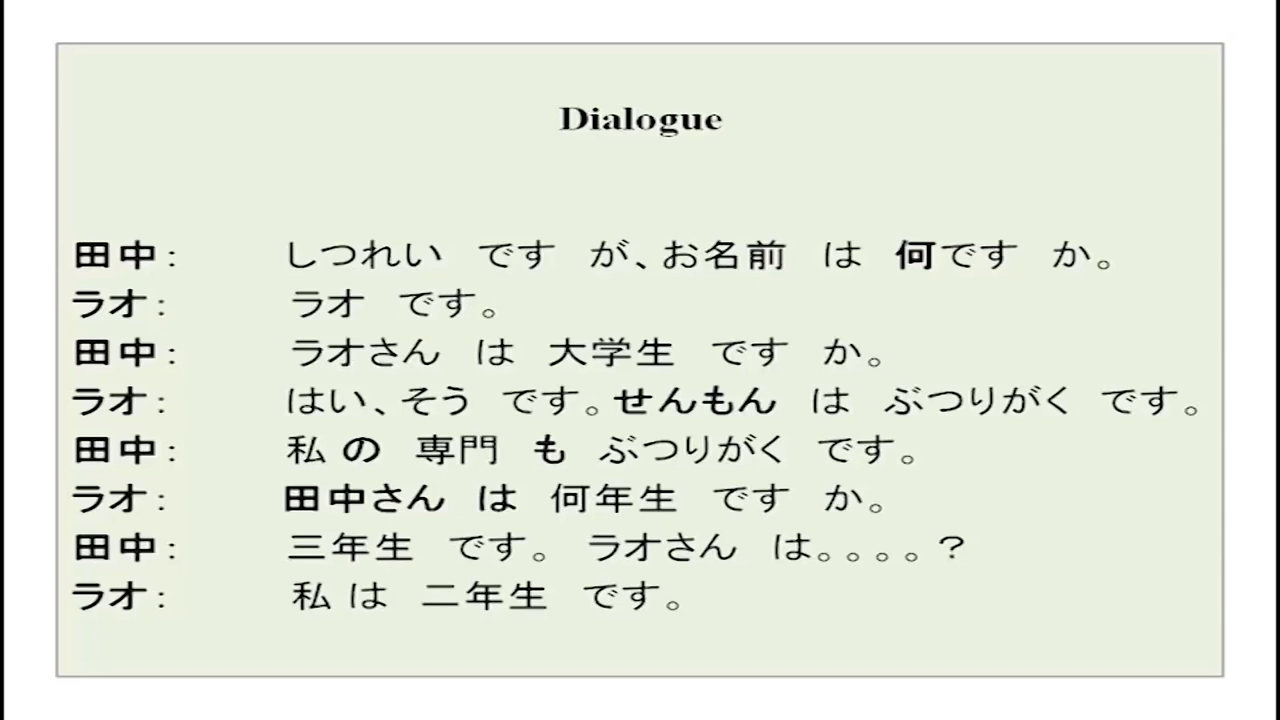 Dialogue
田中： しつれい です が、お名前 は 何です か。
ラオ： ラオ です。
田中： ラオさん は 大学生 です か。
ラオ： はい、そう です。せんもん は ぶつりがく です。
田中： 私 の 専門 も ぶつりがく です。
ラオ： 田中さん は 何年生 です か。
田中： 三年生 です。 ラオさん は。。。。？
ラオ： 私 は 二年生 です。